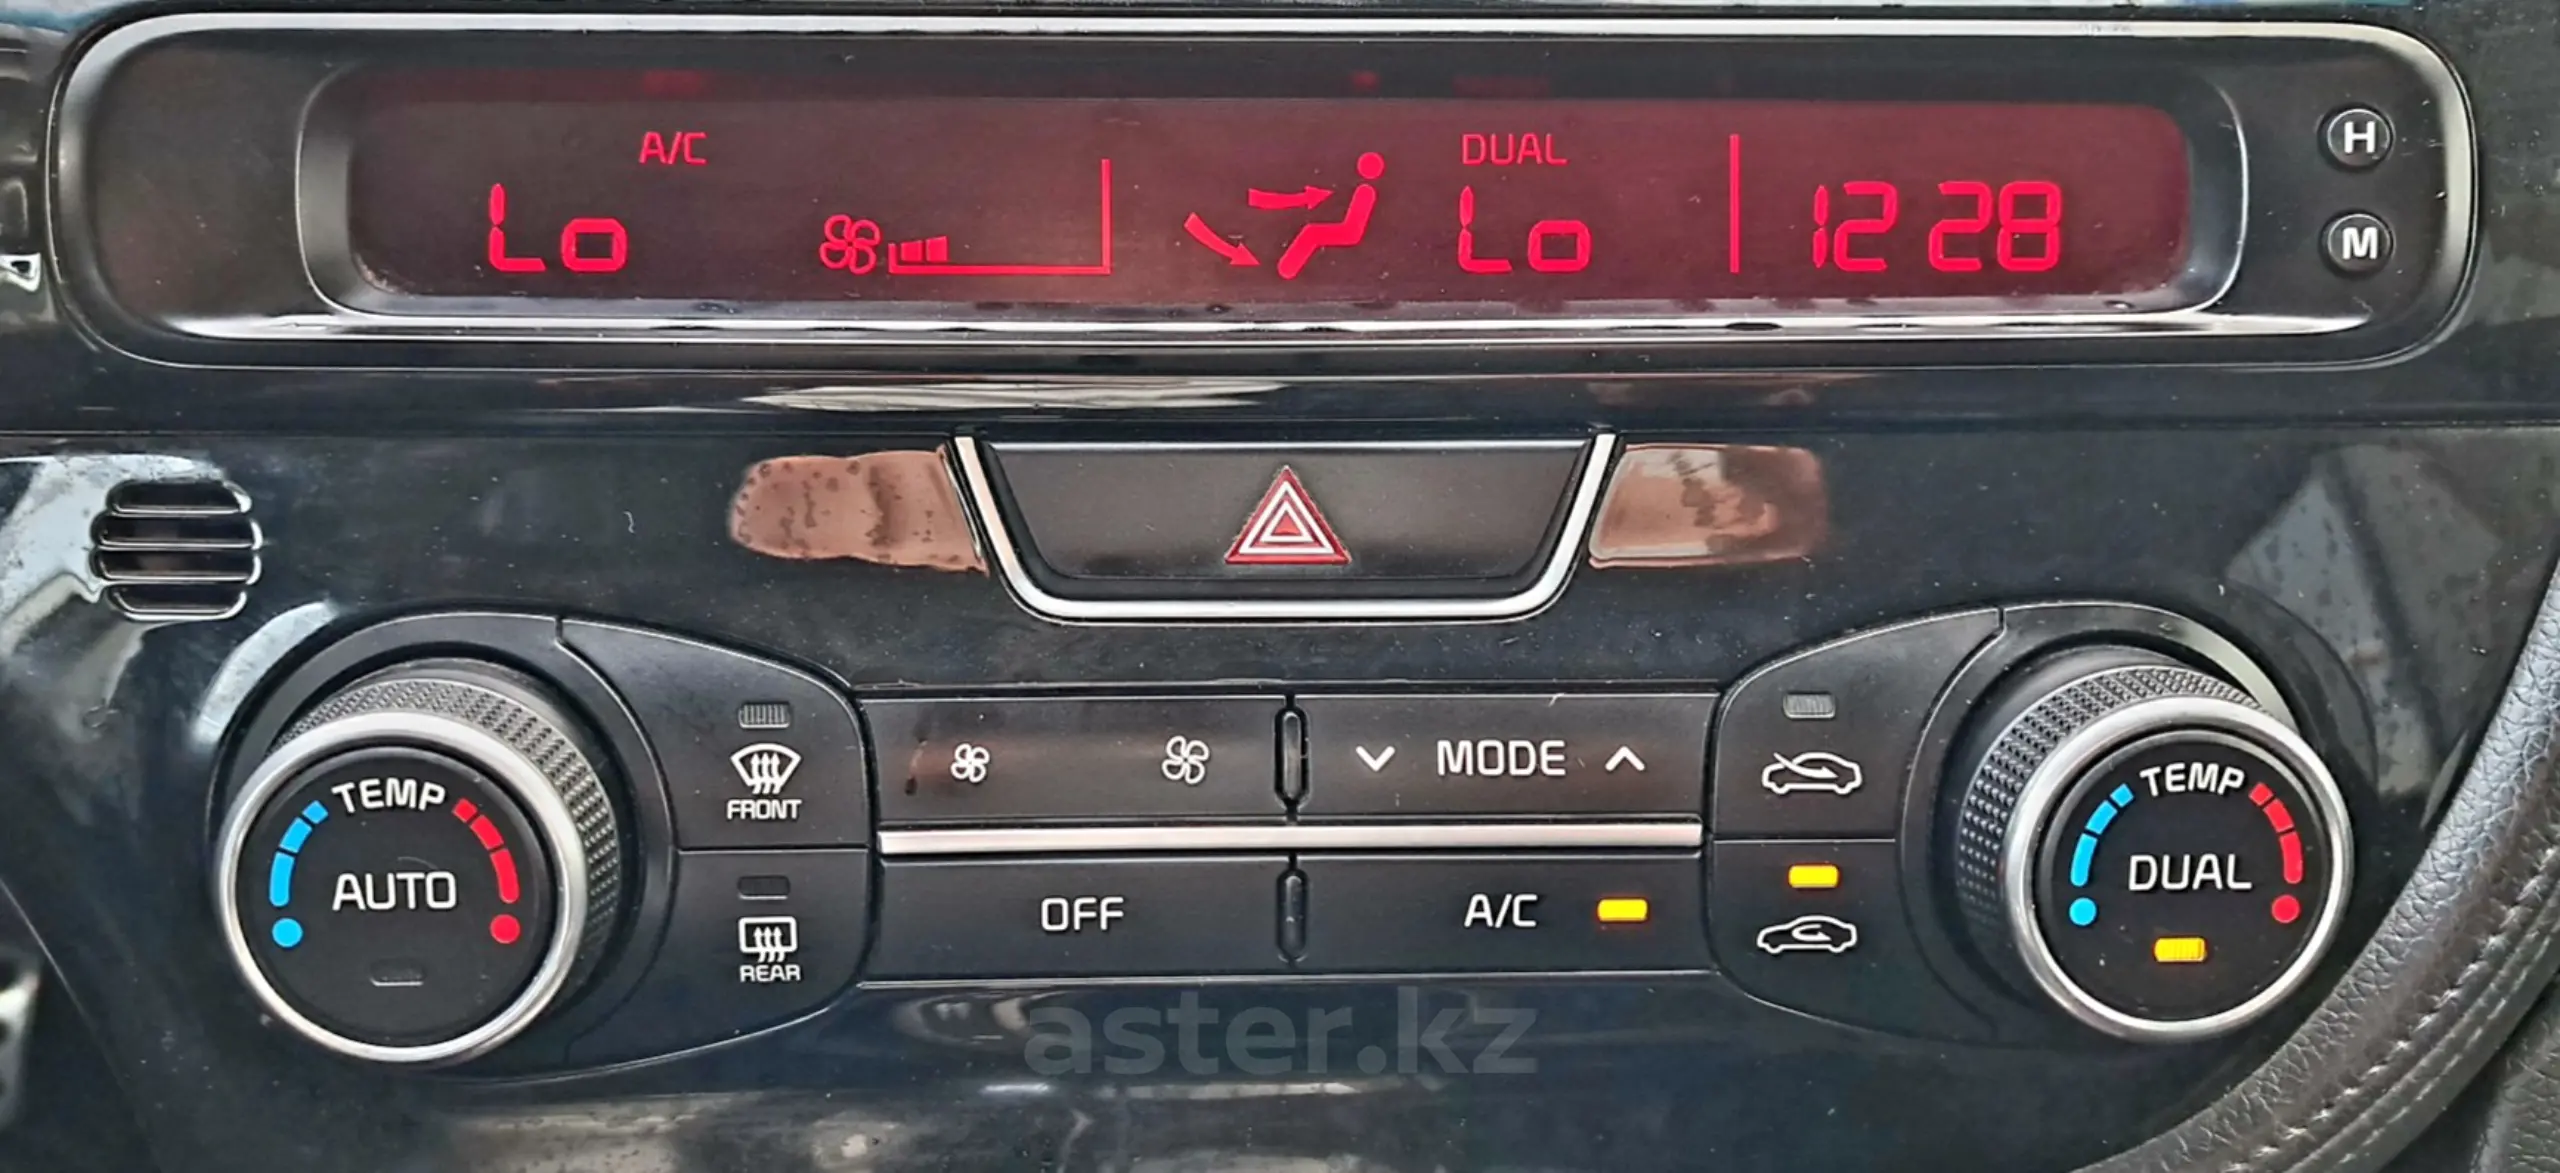 A/C
DUAL
Lo
Lo
12 28
H
M
TEMP
AUTO
FRONT
REAR
MODE
OFF
A/C
TEMP
DUAL
aster.kz